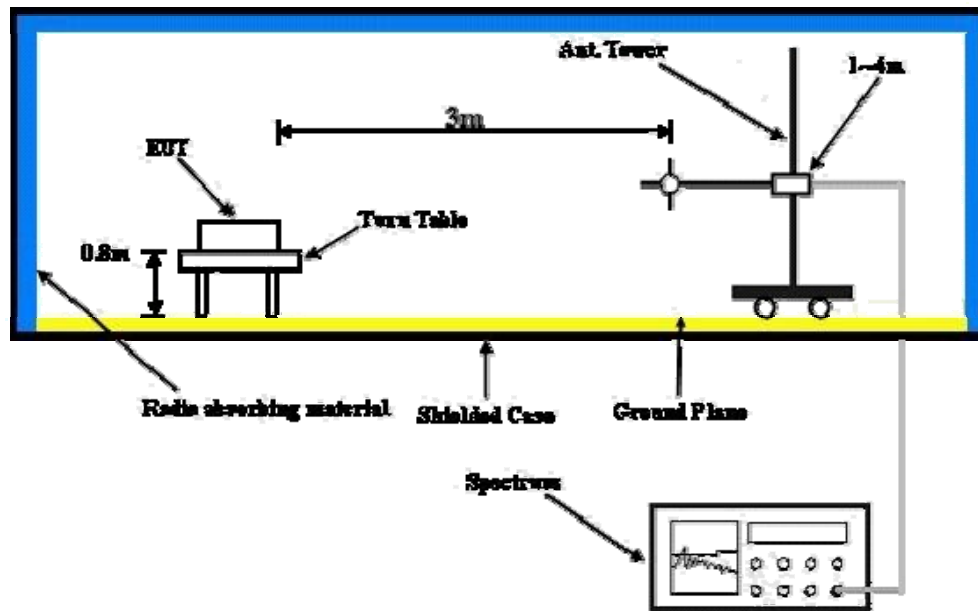 Ant. Tower
1~4m
3m
EUT
Turn Table
0.8m
Radio absorbing material
Shielded Case
Ground Plane
Spectrum